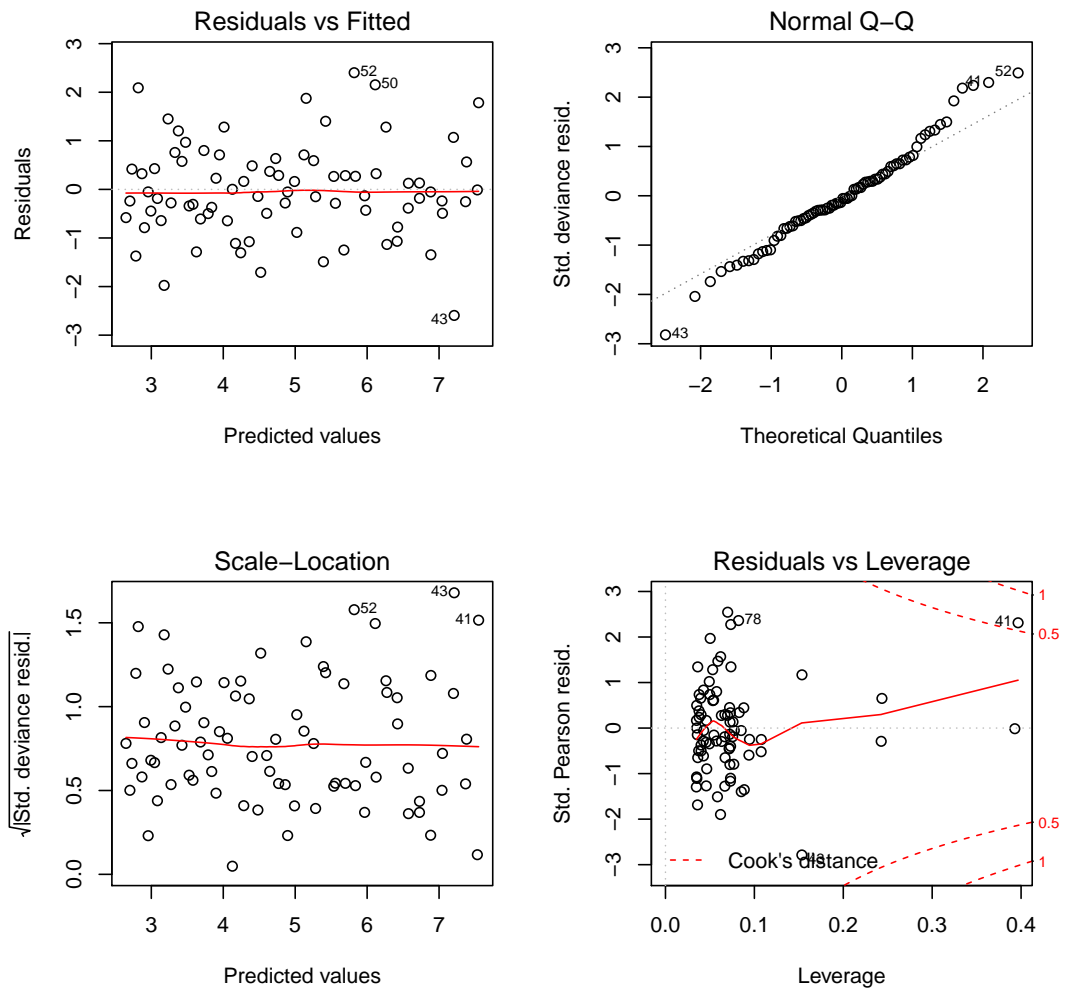 Residuals vs Fitted
3
2
1
0
−1
−2
−3
Residuals
52
50
43
3 4 5 6 7
Predicted values
Normal Q−Q
3
2
1
0
−1
−2
−3
Std. deviance resid.
41
52
43
−2 −1 0 1 2
Theoretical Quantiles
Scale−Location
1.5
1.0
0.5
0.0
√|Std. deviance resid.|
43
52
41
3 4 5 6 7
Predicted values
Residuals vs Leverage
3
2
1
0
−1
−2
−3
Std. Pearson resid.
1
0.5
0.5
1
78
41
43
Cook's distance
0.0 0.1 0.2 0.3 0.4
Leverage